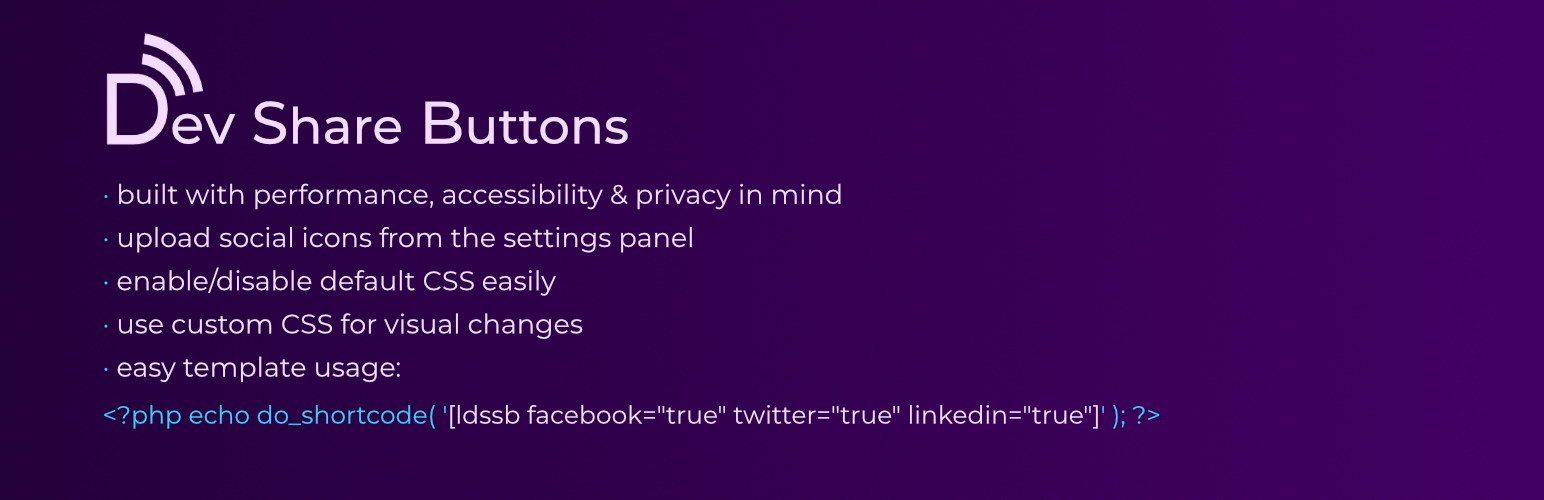 Dev Share Buttons
· built with performance, accessibility & privacy in mind
· upload social icons from the settings panel
· enable/disable default CSS easily
· use custom CSS for visual changes
· easy template usage:
<?php echo do_shortcode( '[ldssb facebook="true" twitter="true" linkedin="true"]' ); ?>